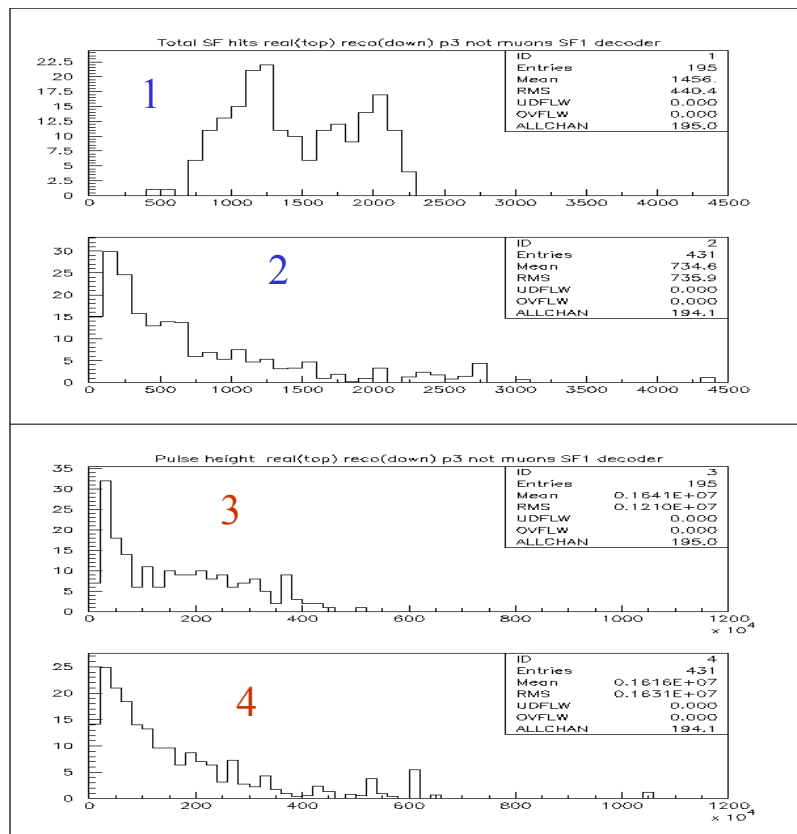 Total SF hits real(top) reco(down) p3 not muons SF1 decoder
1
ID 1
Entries 195
Mean 1456.
RMS 440.4
UDFLW 0.000
OVFLW 0.000
ALLCHAN 195.0
22.5
20
17.5
15
12.5
10
7.5
5
2.5
0
0 500 1000 1500 2000 2500 3000 3500 4000 4500
2
ID 2
Entries 431
Mean 734.6
RMS 735.9
UDFLW 0.000
OVFLW 0.000
ALLCHAN 194.1
30
25
20
15
10
5
0
0 500 1000 1500 2000 2500 3000 3500 4000 4500
Pulse height real(top) reco(down) p3 not muons SF1 decoder
3
ID 3
Entries 195
Mean 0.1641E+07
RMS 0.1210E+07
UDFLW 0.000
OVFLW 0.000
ALLCHAN 195.0
35
30
25
20
15
10
5
0
0 200 400 600 800 1000 1200
x 10⁴
4
ID 4
Entries 431
Mean 0.1616E+07
RMS 0.1631E+07
UDFLW 0.000
OVFLW 0.000
ALLCHAN 194.1
25
20
15
10
5
0
0 200 400 600 800 1000 1200
x 10⁴